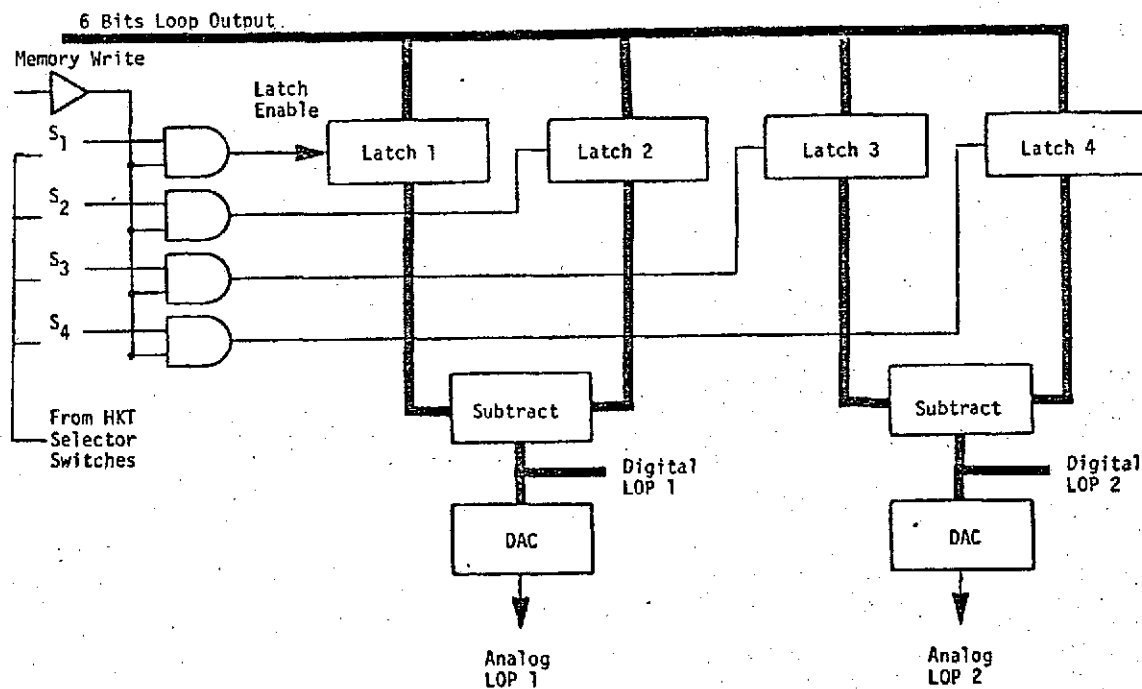 6 Bits Loop Output
Memory Write
Latch
Enable
S1
S2
S3
S4
Latch 1
Latch 2
Latch 3
Latch 4
From HKT
Selector
Switches
Subtract
Subtract
Digital
LOP 1
Digital
LOP 2
DAC
DAC
Analog
LOP 1
Analog
LOP 2